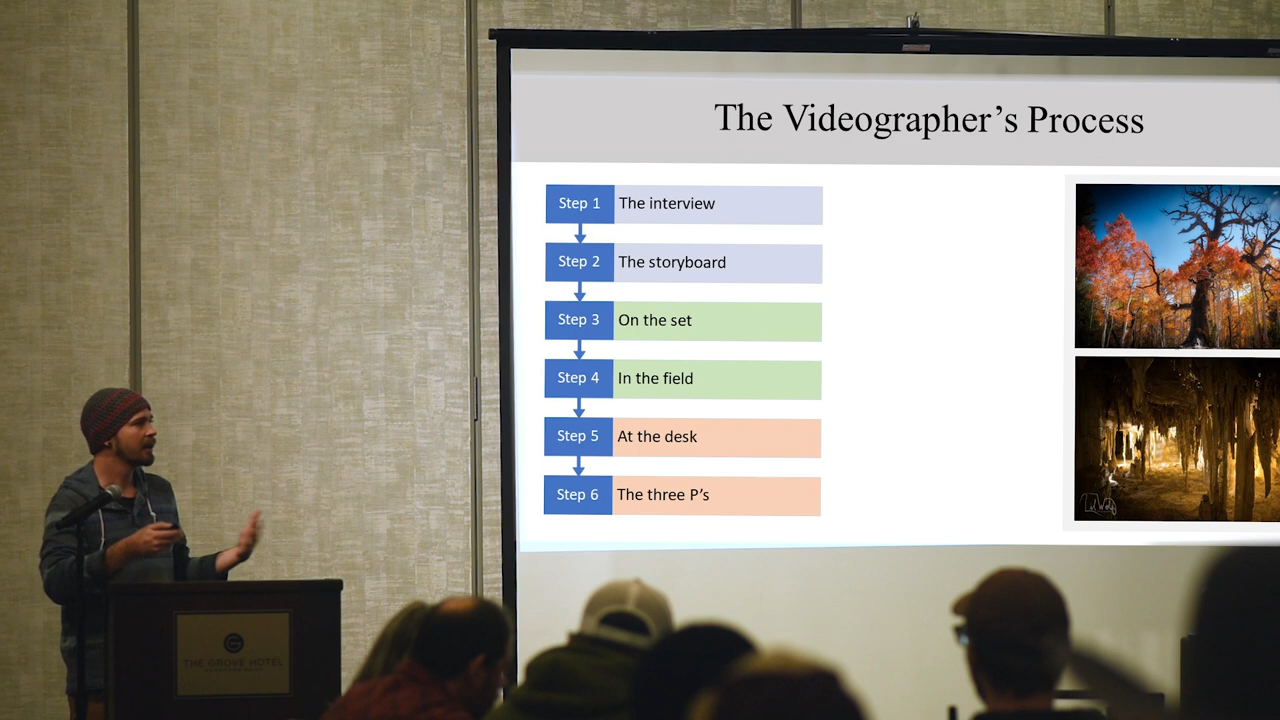 The Videographer’s Process
Step 1 The interview
Step 2 The storyboard
Step 3 On the set
Step 4 In the field
Step 5 At the desk
Step 6 The three P’s
THE GROVE HOTEL